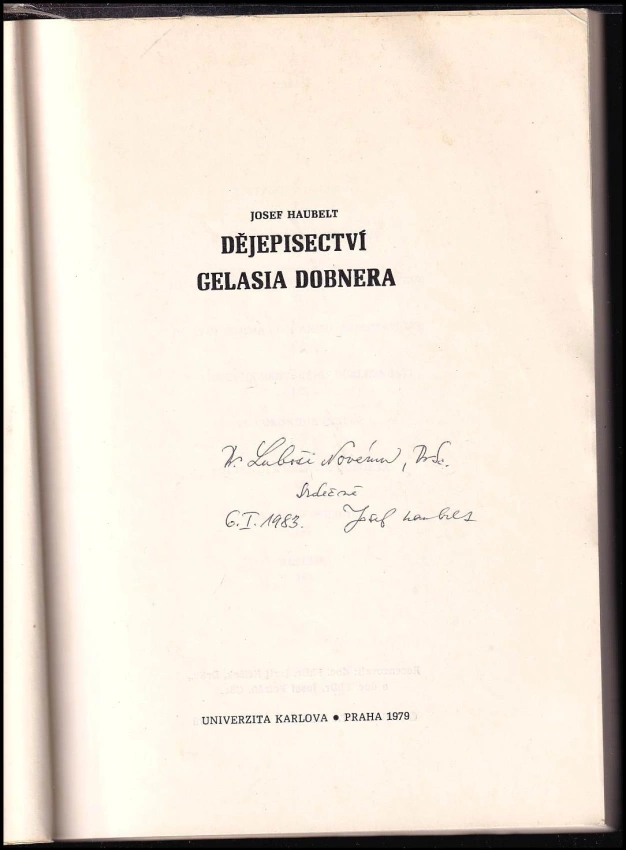 JOSEF HAUBELT
DĚJEPISECTVÍ
GELASIA DOBNERA
Dr. Luboši Novému, DrSc.
srdečně
6.I.1983. Josef Haubelt
UNIVERZITA KARLOVA ● PRAHA 1979